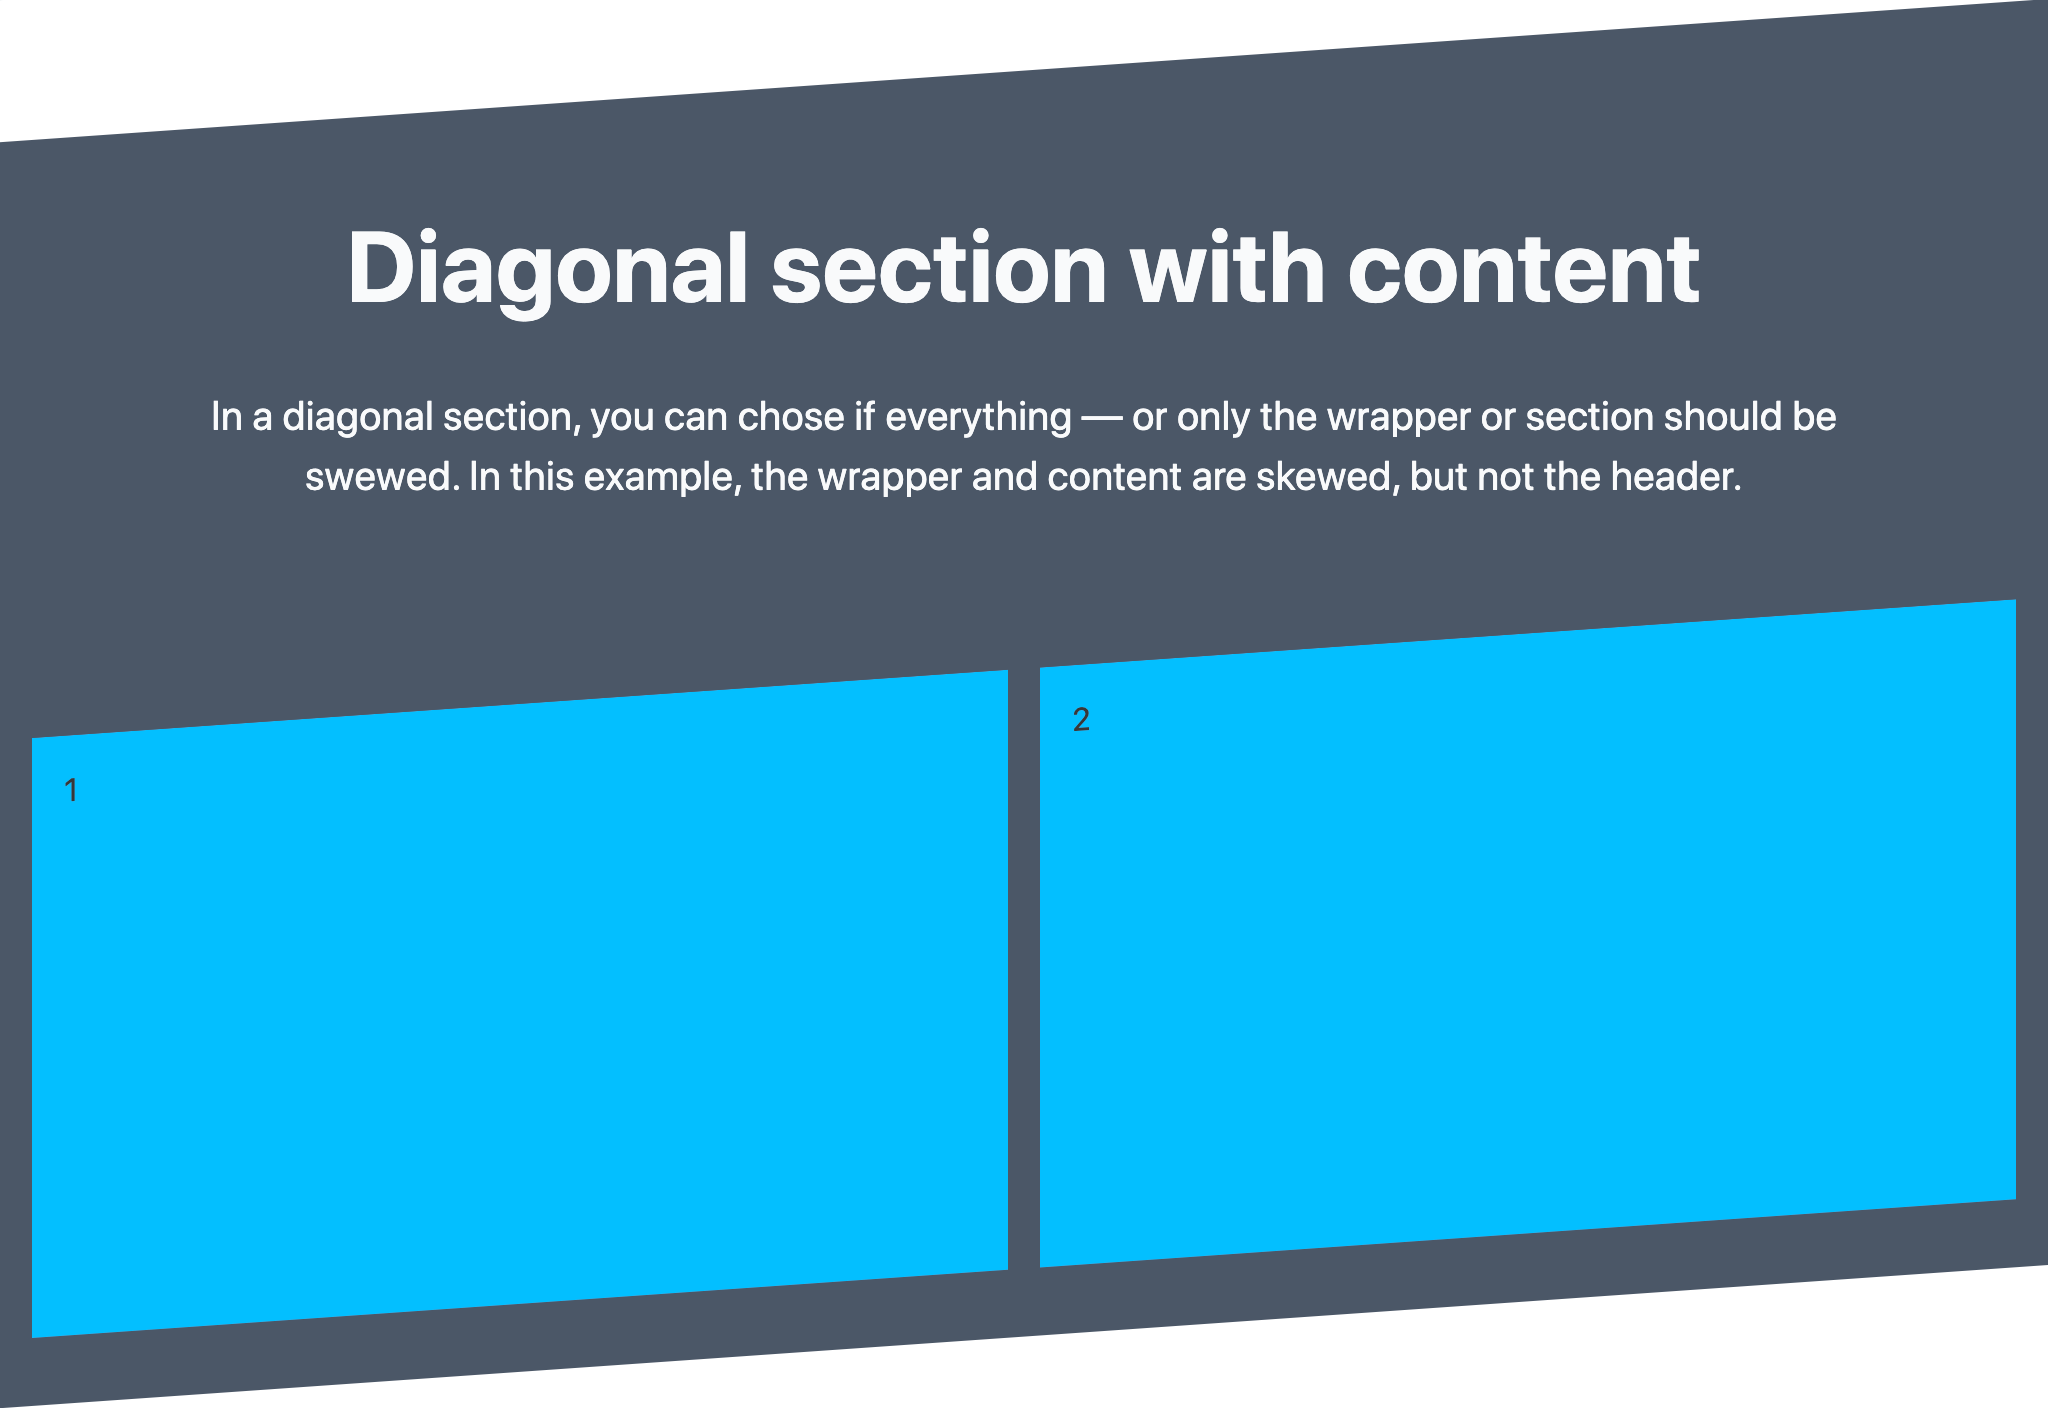 Diagonal section with content
In a diagonal section, you can chose if everything — or only the wrapper or section should be
swewed. In this example, the wrapper and content are skewed, but not the header.
1
2